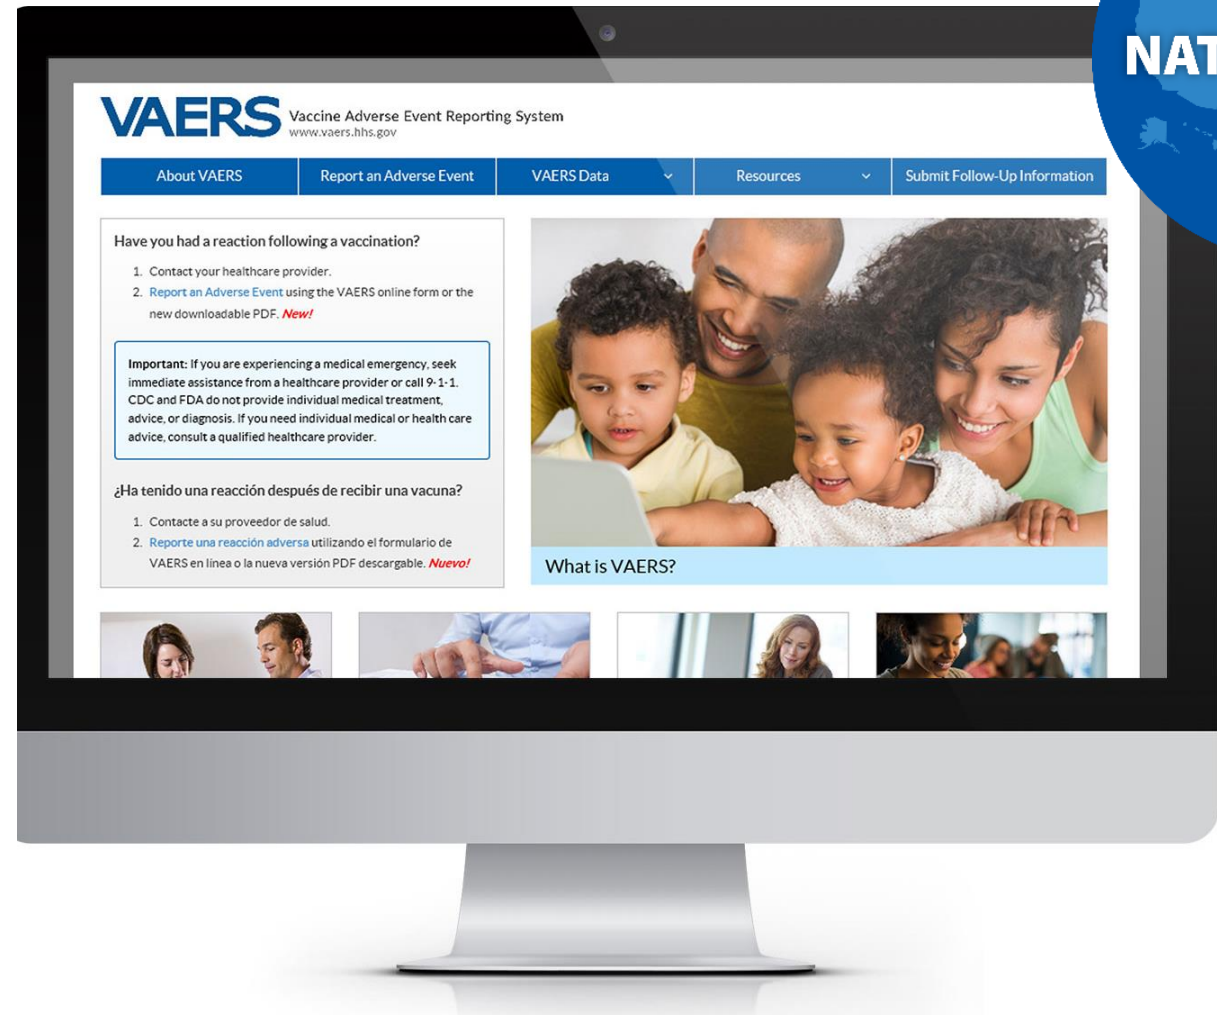 NAT
VAERS Vaccine Adverse Event Reporting System
www.vaers.hhs.gov
About VAERS Report an Adverse Event VAERS Data Resources Submit Follow-Up Information
Have you had a reaction following a vaccination?
1. Contact your healthcare provider.
2. Report an Adverse Event using the VAERS online form or the
new downloadable PDF. New!
Important: If you are experiencing a medical emergency, seek
immediate assistance from a healthcare provider or call 9-1-1.
CDC and FDA do not provide individual medical treatment,
advice, or diagnosis. If you need individual medical or health care
advice, consult a qualified healthcare provider.
¿Ha tenido una reacción después de recibir una vacuna?
1. Contacte a su proveedor de salud.
2. Reporte una reacción adversa utilizando el formulario de
VAERS en línea o la nueva versión PDF descargable. Nuevo!
What is VAERS?